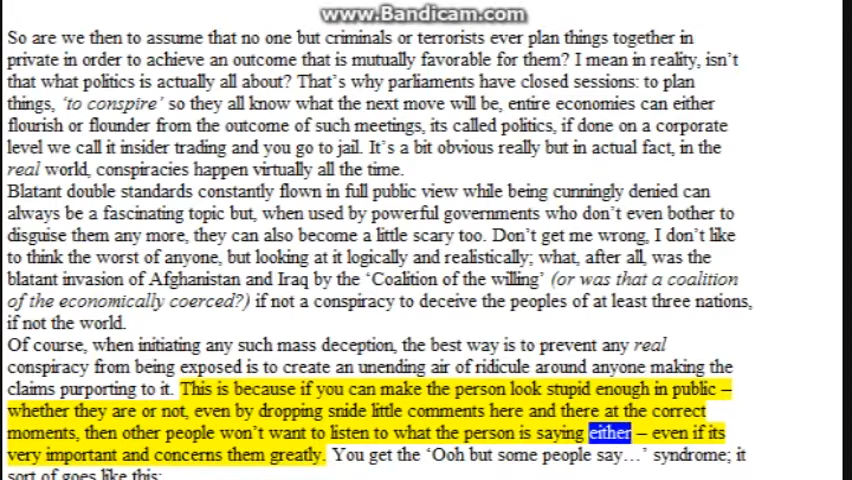 www.Bandicam.com
So are we then to assume that no one but criminals or terrorists ever plan things together in
private in order to achieve an outcome that is mutually favorable for them? I mean in reality, isn't
that what politics is actually all about? That's why parliaments have closed sessions: to plan
things, 'to conspire' so they all know what the next move will be, entire economies can either
flourish or flounder from the outcome of such meetings, its called politics, if done on a corporate
level we call it insider trading and you go to jail. It's a bit obvious really but in actual fact, in the
real world, conspiracies happen virtually all the time.
Blatant double standards constantly flown in full public view while being cunningly denied can
always be a fascinating topic but, when used by powerful governments who don't even bother to
disguise them any more, they can also become a little scary too. Don't get me wrong, I don't like
to think the worst of anyone, but looking at it logically and realistically; what, after all, was the
blatant invasion of Afghanistan and Iraq by the 'Coalition of the willing' (or was that a coalition
of the economically coerced?) if not a conspiracy to deceive the peoples of at least three nations,
if not the world.
Of course, when initiating any such mass deception, the best way is to prevent any real
conspiracy from being exposed is to create an unending air of ridicule around anyone making the
claims purporting to it. This is because if you can make the person look stupid enough in public –
whether they are or not, even by dropping snide little comments here and there at the correct
moments, then other people won't want to listen to what the person is saying either – even if its
very important and concerns them greatly. You get the 'Ooh but some people say…' syndrome; it
sort of goes like this: